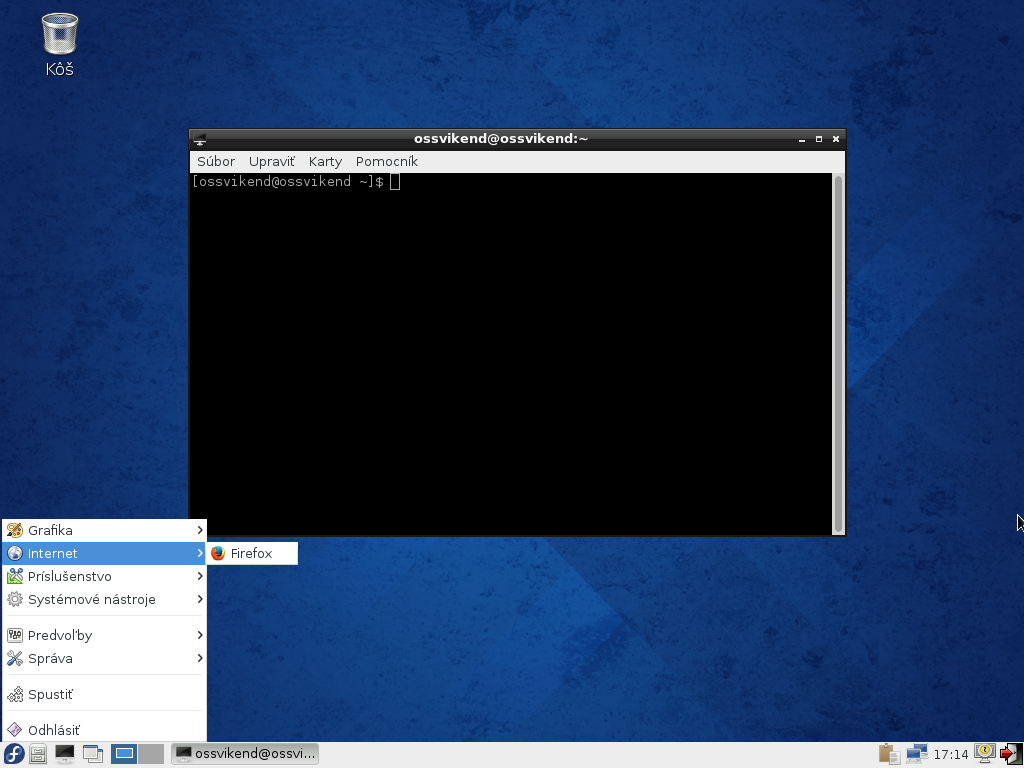 Kôš
ossvikend@ossvikend:~
Súbor Upraviť Karty Pomocník
[ossvikend@ossvikend ~]$
Grafika
Internet
Firefox
Príslušenstvo
Systémové nástroje
Predvoľby
Správa
Spustiť
Odhlásiť
ossvikend@ossvi...
17:14